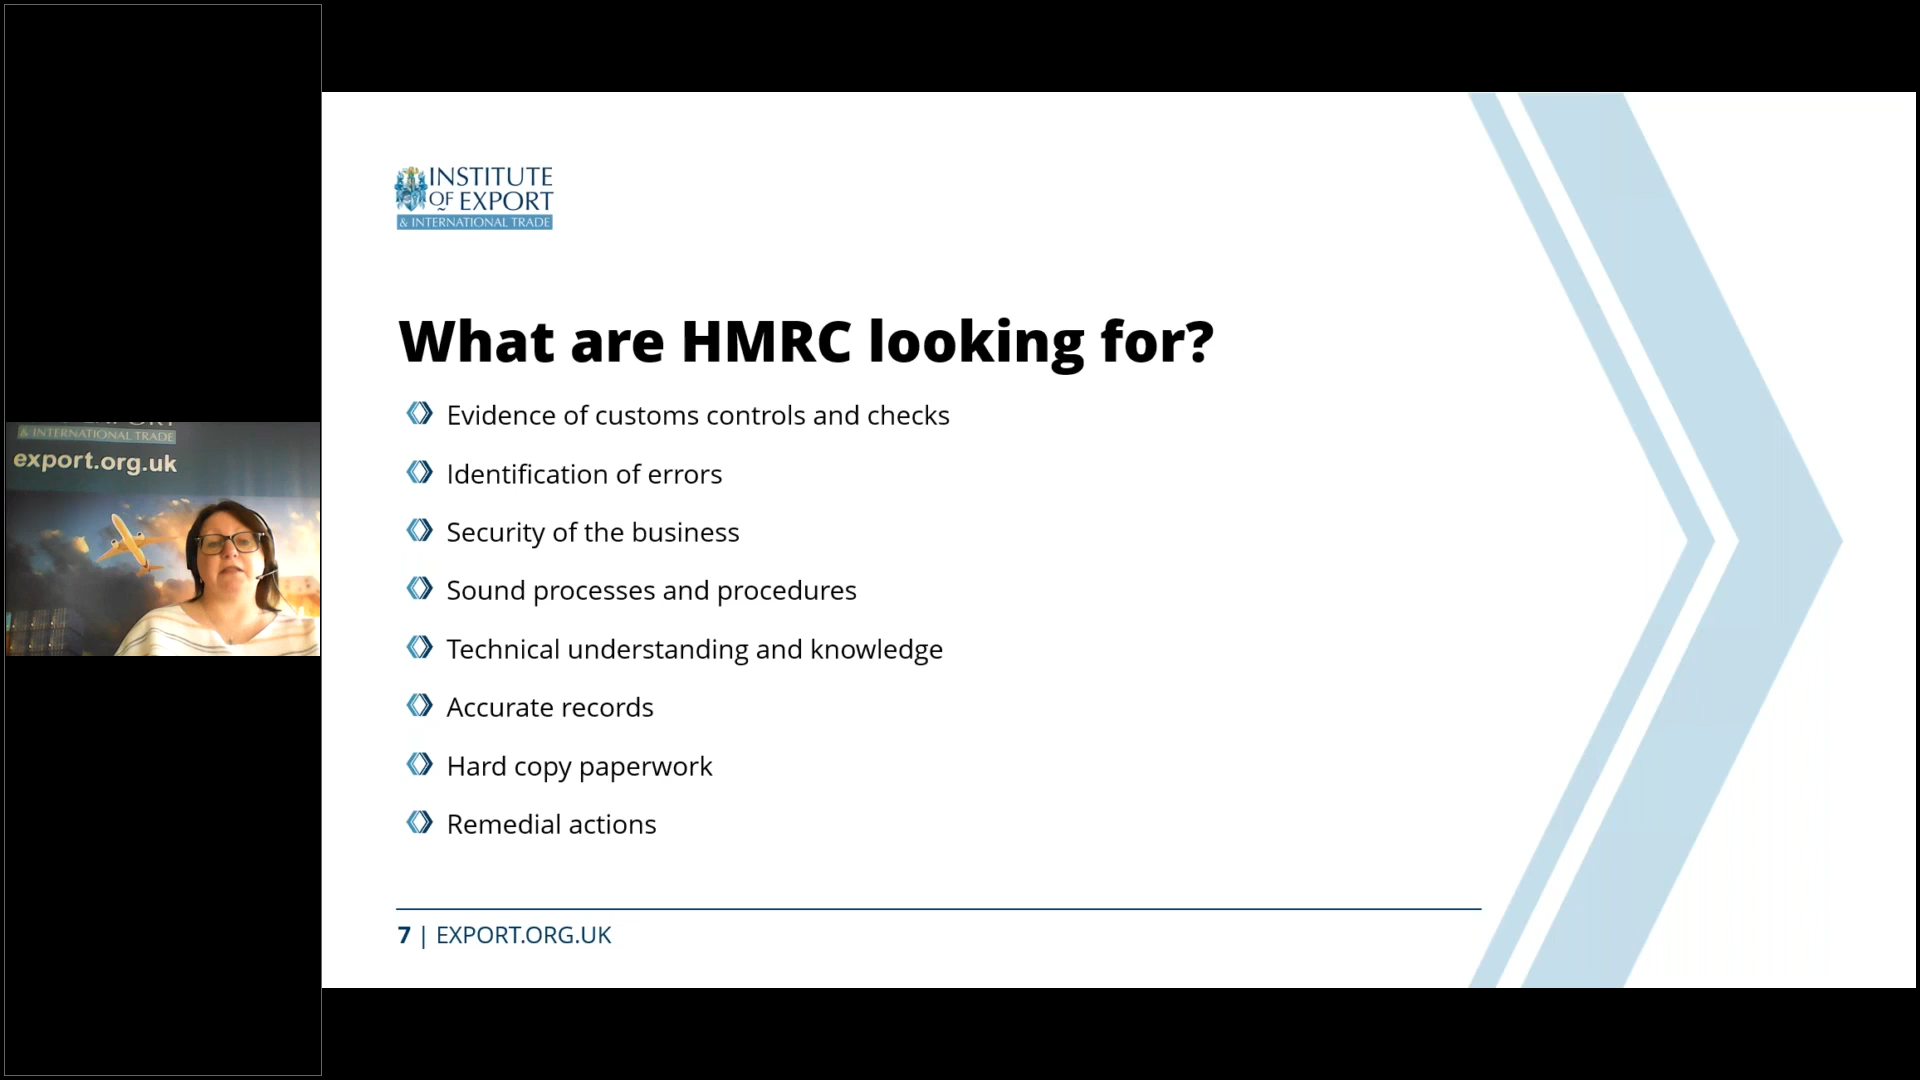 INSTITUTE
OF EXPORT
& INTERNATIONAL TRADE
What are HMRC looking for?
Evidence of customs controls and checks
Identification of errors
Security of the business
Sound processes and procedures
Technical understanding and knowledge
Accurate records
Hard copy paperwork
Remedial actions
7 | EXPORT.ORG.UK
& INTERNATIONAL TRADE
export.org.uk